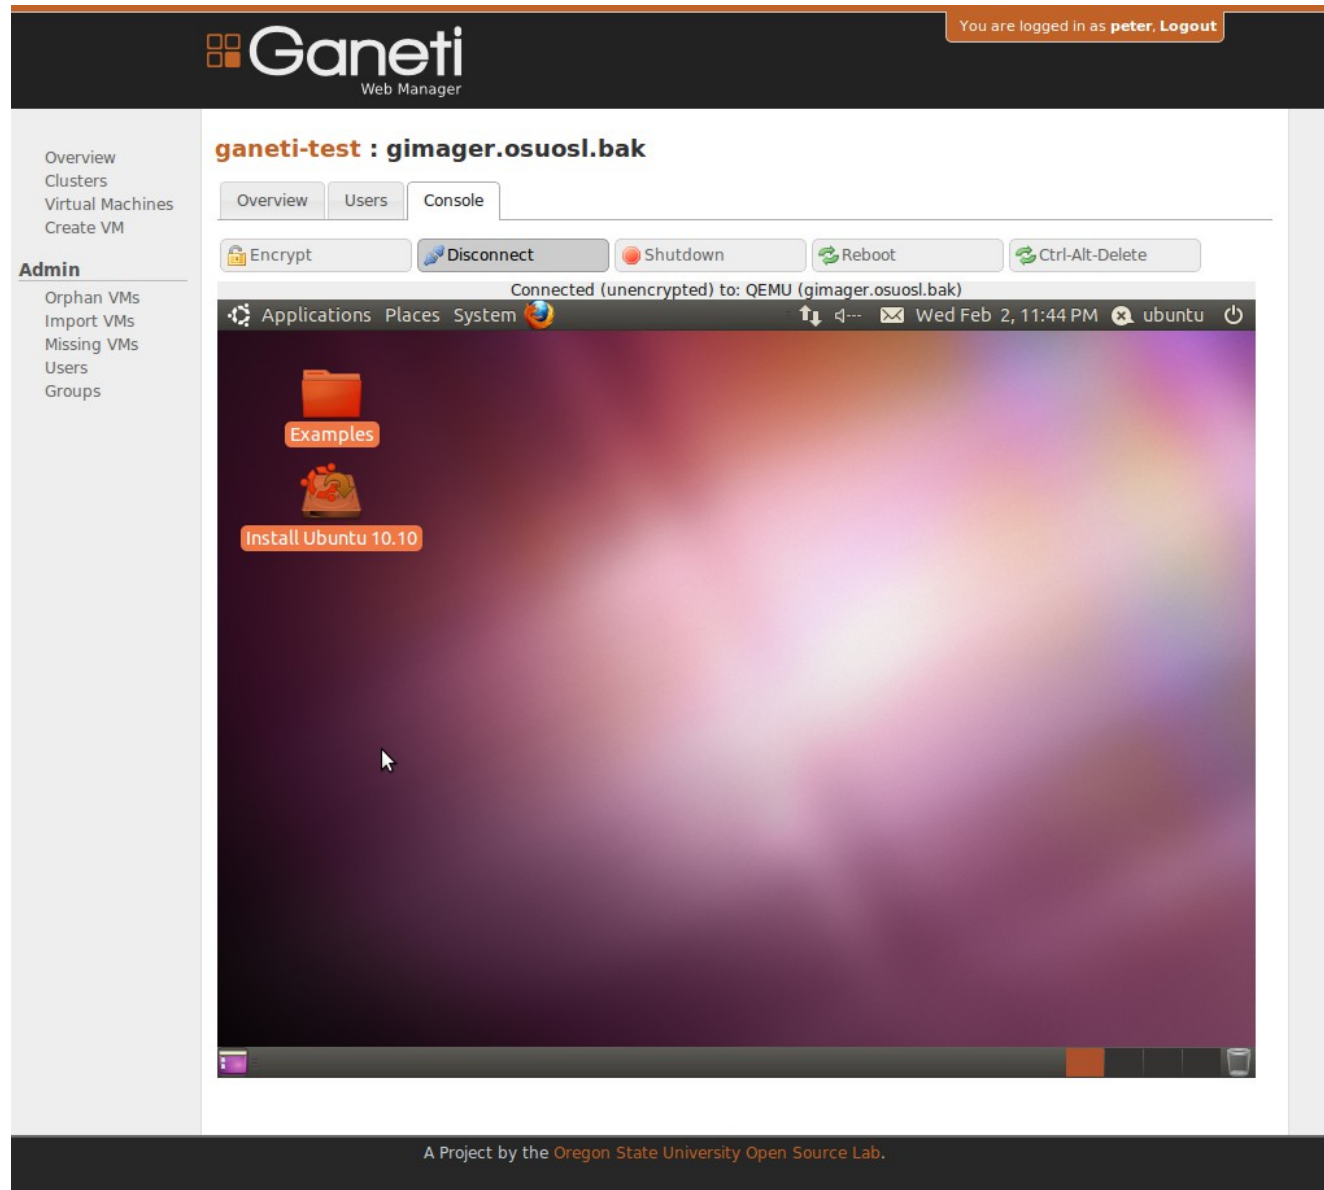 You are logged in as peter, Logout
Ganeti
Web Manager
Overview
Clusters
Virtual Machines
Create VM
Admin
Orphan VMs
Import VMs
Missing VMs
Users
Groups
ganeti-test : gimager.osuosl.bak
Overview Users Console
Encrypt Disconnect Shutdown Reboot Ctrl-Alt-Delete
Connected (unencrypted) to: QEMU (gimager.osuosl.bak)
Applications Places System Wed Feb 2, 11:44 PM ubuntu
Examples
Install Ubuntu 10.10
A Project by the Oregon State University Open Source Lab.